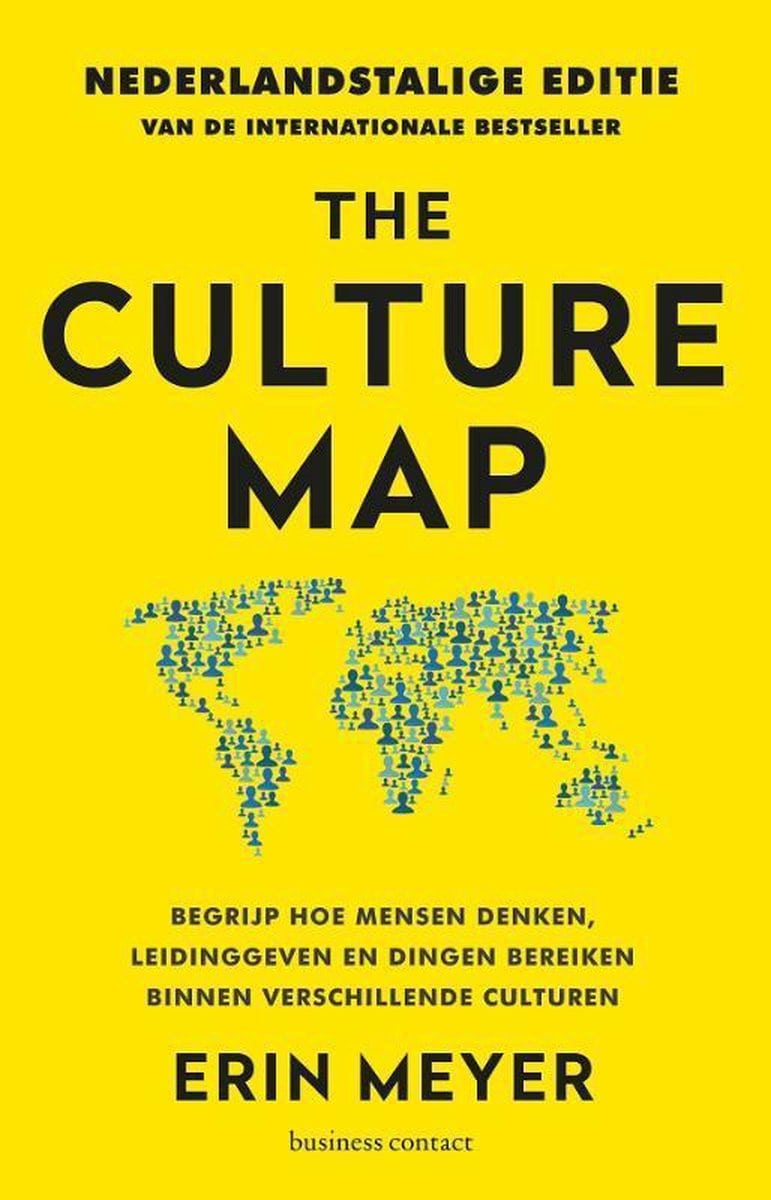 NEDERLANDSTALIGE EDITIE
VAN DE INTERNATIONALE BESTSELLER
THE
CULTURE
MAP
BEGRIJP HOE MENSEN DENKEN,
LEIDINGGEVEN EN DINGEN BEREIKEN
BINNEN VERSCHILLENDE CULTUREN
ERIN MEYER
business contact